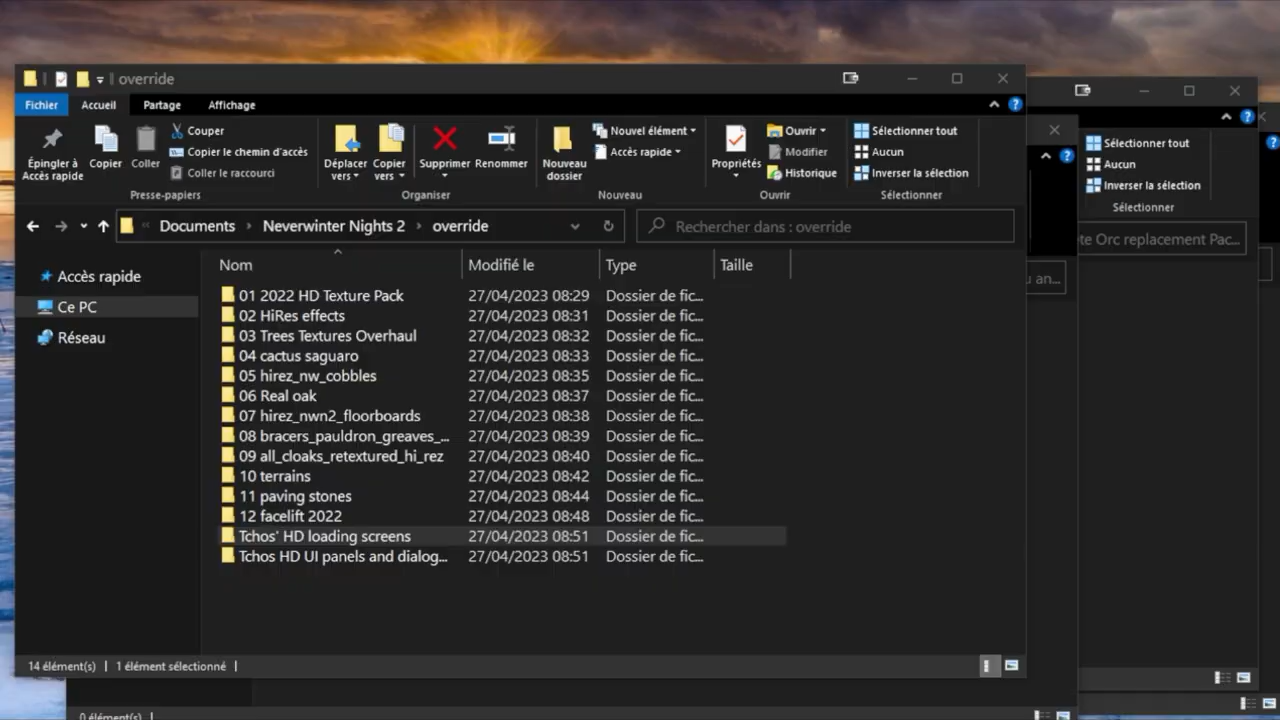 override
Fichier
Accueil
Partage
Affichage
Épingler à
Accès rapide
Copier
Coller
Couper
Copier le chemin d'accès
Coller le raccourci
Presse-papiers
Déplacer
vers
Copier
vers
Supprimer
Renommer
Organiser
Nouveau
dossier
Nouvel élément
Accès rapide
Nouveau
Propriétés
Ouvrir
Modifier
Historique
Ouvrir
Sélectionner tout
Aucun
Inverser la sélection
Sélectionner
Sélectionner tout
Aucun
Inverser la sélection
Sélectionner
Documents > Neverwinter Nights 2 > override
Rechercher dans : override
te Orc replacement Pac...
u an...
Accès rapide
Ce PC
Réseau
Nom Modifié le Type Taille
01 2022 HD Texture Pack 27/04/2023 08:29 Dossier de fic...
02 HiRes effects 27/04/2023 08:31 Dossier de fic...
03 Trees Textures Overhaul 27/04/2023 08:32 Dossier de fic...
04 cactus saguaro 27/04/2023 08:33 Dossier de fic...
05 hirez_nw_cobbles 27/04/2023 08:35 Dossier de fic...
06 Real oak 27/04/2023 08:37 Dossier de fic...
07 hirez_nwn2_floorboards 27/04/2023 08:38 Dossier de fic...
08 bracers_pauldron_greaves_... 27/04/2023 08:39 Dossier de fic...
09 all_cloaks_retextured_hi_rez 27/04/2023 08:40 Dossier de fic...
10 terrains 27/04/2023 08:42 Dossier de fic...
11 paving stones 27/04/2023 08:44 Dossier de fic...
12 facelift 2022 27/04/2023 08:48 Dossier de fic...
Tchos' HD loading screens 27/04/2023 08:51 Dossier de fic...
Tchos HD UI panels and dialog... 27/04/2023 08:51 Dossier de fic...
14 élément(s) | 1 élément sélectionné |
0 élément(s) |